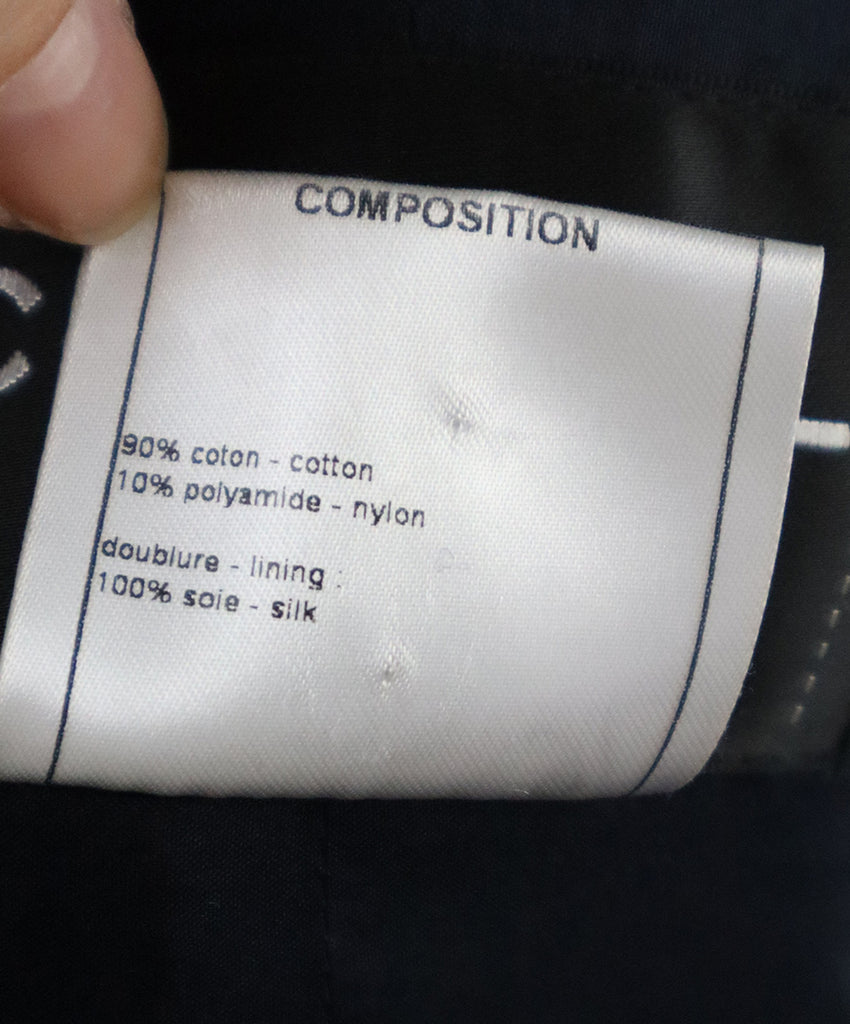 COMPOSITION
90% coton - cotton
10% polyamide - nylon
doublure - lining :
100% soie - silk